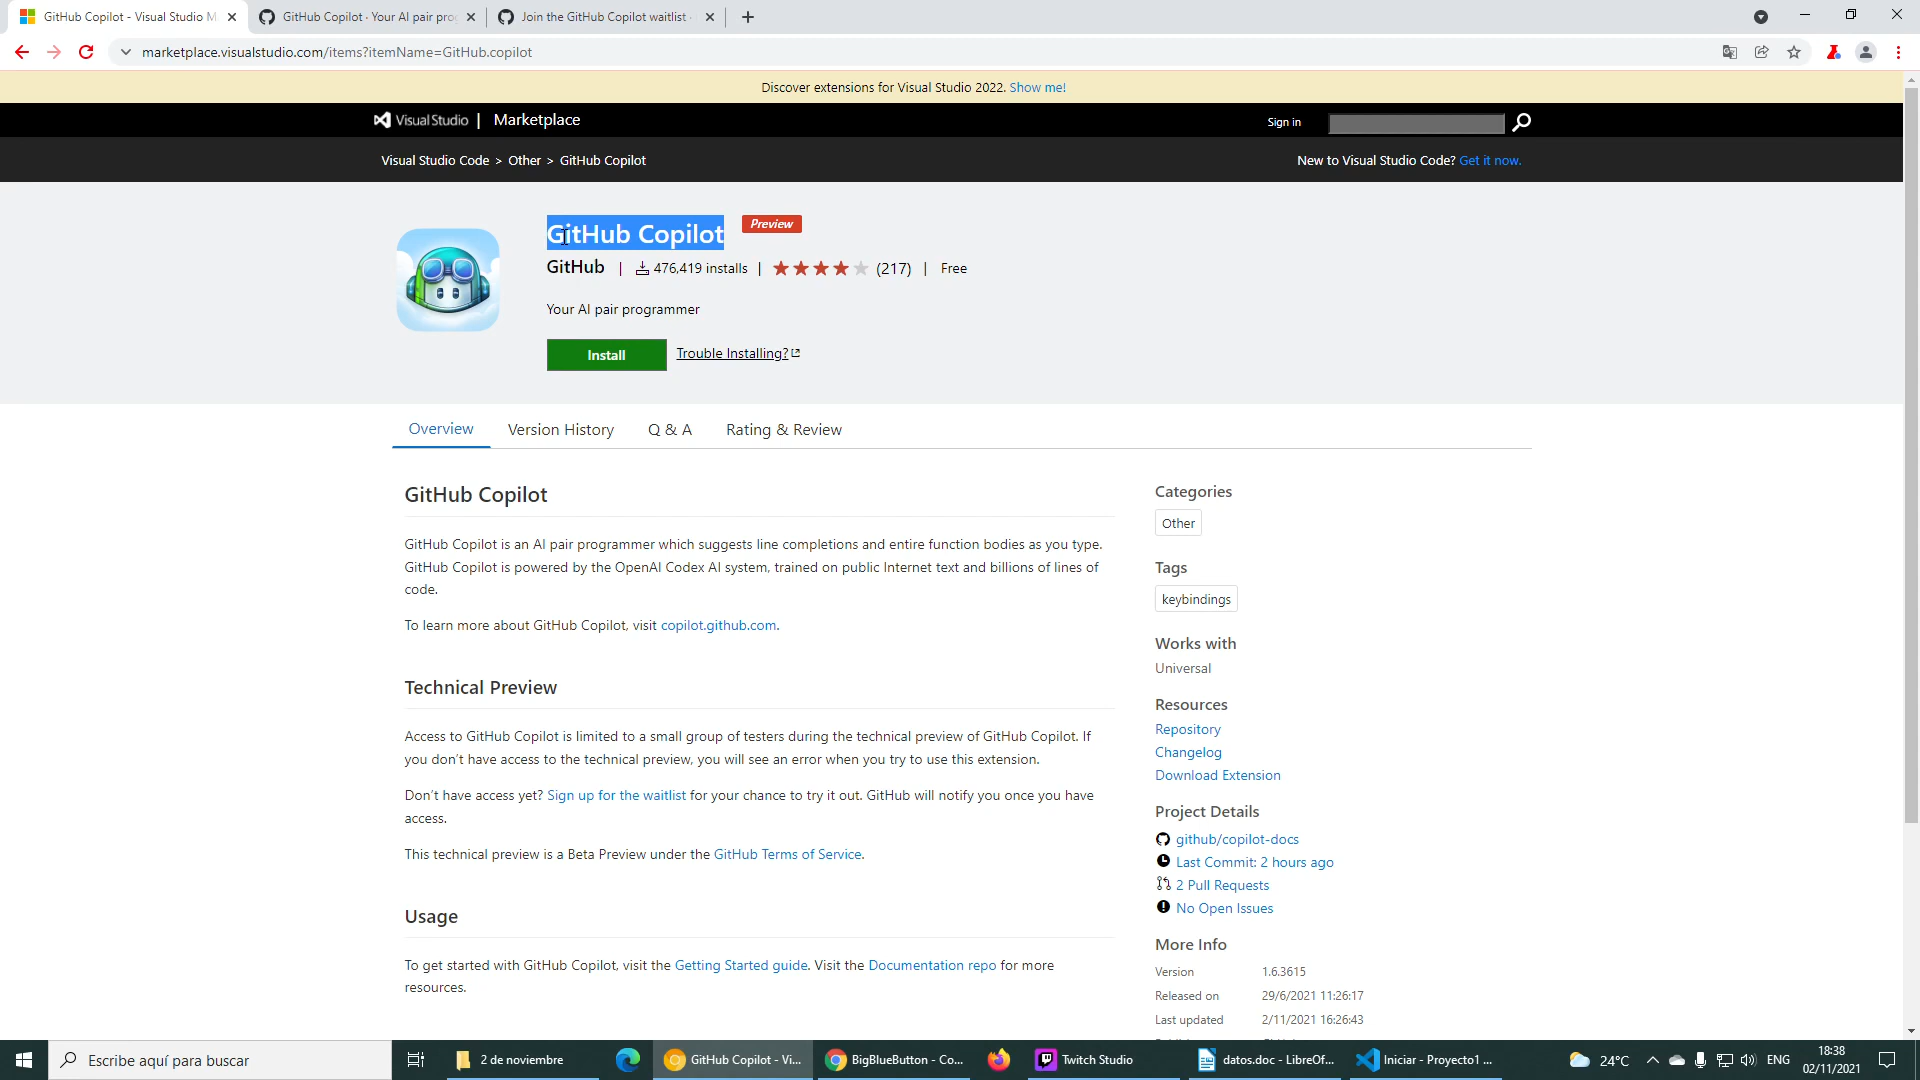 GitHub Copilot - Visual Studio M
GitHub Copilot · Your AI pair pro
Join the GitHub Copilot waitlist ·
marketplace.visualstudio.com/items?itemName=GitHub.copilot
Discover extensions for Visual Studio 2022. Show me!
Visual Studio | Marketplace
Sign in
Visual Studio Code > Other > GitHub Copilot
New to Visual Studio Code? Get it now.
GitHub Copilot
Preview
GitHub | 476,419 installs | (217) | Free
Your AI pair programmer
Install
Trouble Installing?
Overview
Version History
Q & A
Rating & Review
GitHub Copilot
GitHub Copilot is an AI pair programmer which suggests line completions and entire function bodies as you type.
GitHub Copilot is powered by the OpenAI Codex AI system, trained on public Internet text and billions of lines of
code.
To learn more about GitHub Copilot, visit copilot.github.com.
Technical Preview
Access to GitHub Copilot is limited to a small group of testers during the technical preview of GitHub Copilot. If
you don't have access to the technical preview, you will see an error when you try to use this extension.
Don't have access yet? Sign up for the waitlist for your chance to try it out. GitHub will notify you once you have
access.
This technical preview is a Beta Preview under the GitHub Terms of Service.
Usage
To get started with GitHub Copilot, visit the Getting Started guide. Visit the Documentation repo for more
resources.
Categories
Other
Tags
keybindings
Works with
Universal
Resources
Repository
Changelog
Download Extension
Project Details
github/copilot-docs
Last Commit: 2 hours ago
2 Pull Requests
No Open Issues
More Info
Version 1.6.3615
Released on 29/6/2021 11:26:17
Last updated 2/11/2021 16:26:43
Escribe aquí para buscar
2 de noviembre
GitHub Copilot - Vi...
BigBlueButton - Co...
Twitch Studio
datos.doc - LibreOf...
Iniciar - Proyecto1 ...
24°C
ENG
18:38
02/11/2021